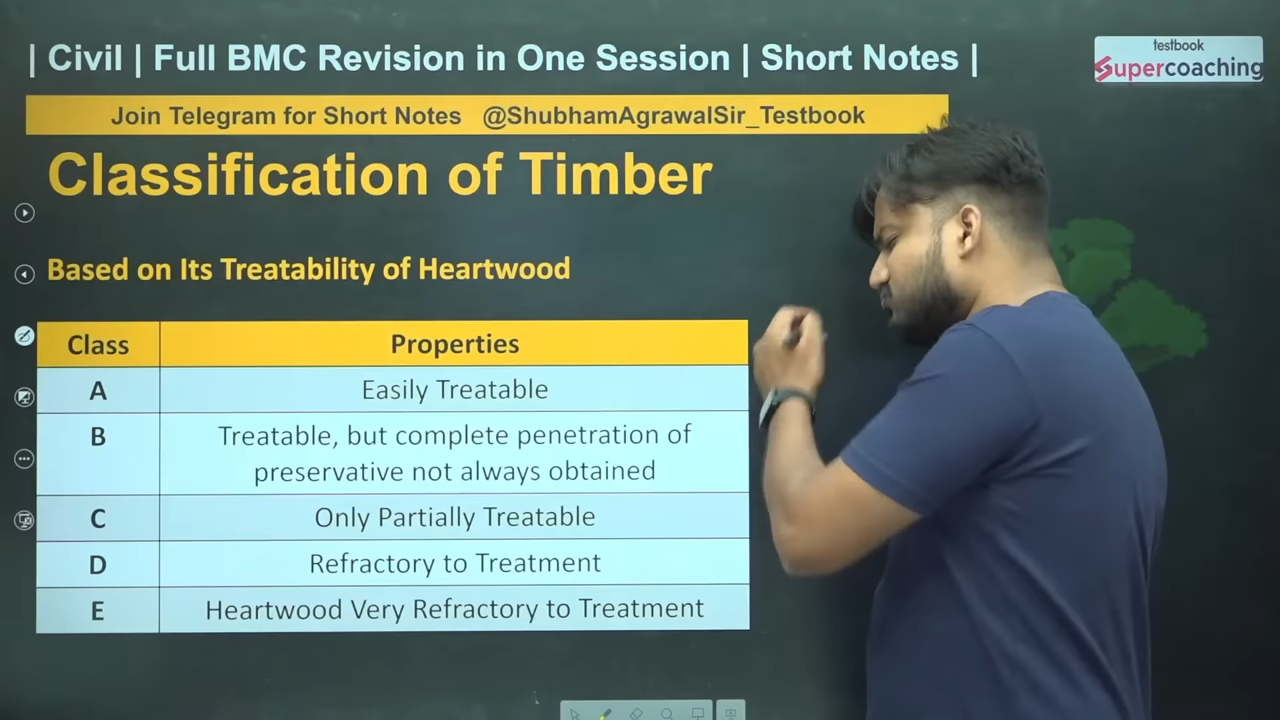 | Civil | Full BMC Revision in One Session | Short Notes |
testbook
Supercoaching
Join Telegram for Short Notes @ShubhamAgrawalSir_Testbook
Classification of Timber
Based on Its Treatability of Heartwood
Class Properties
A Easily Treatable
B Treatable, but complete penetration of
preservative not always obtained
C Only Partially Treatable
D Refractory to Treatment
E Heartwood Very Refractory to Treatment